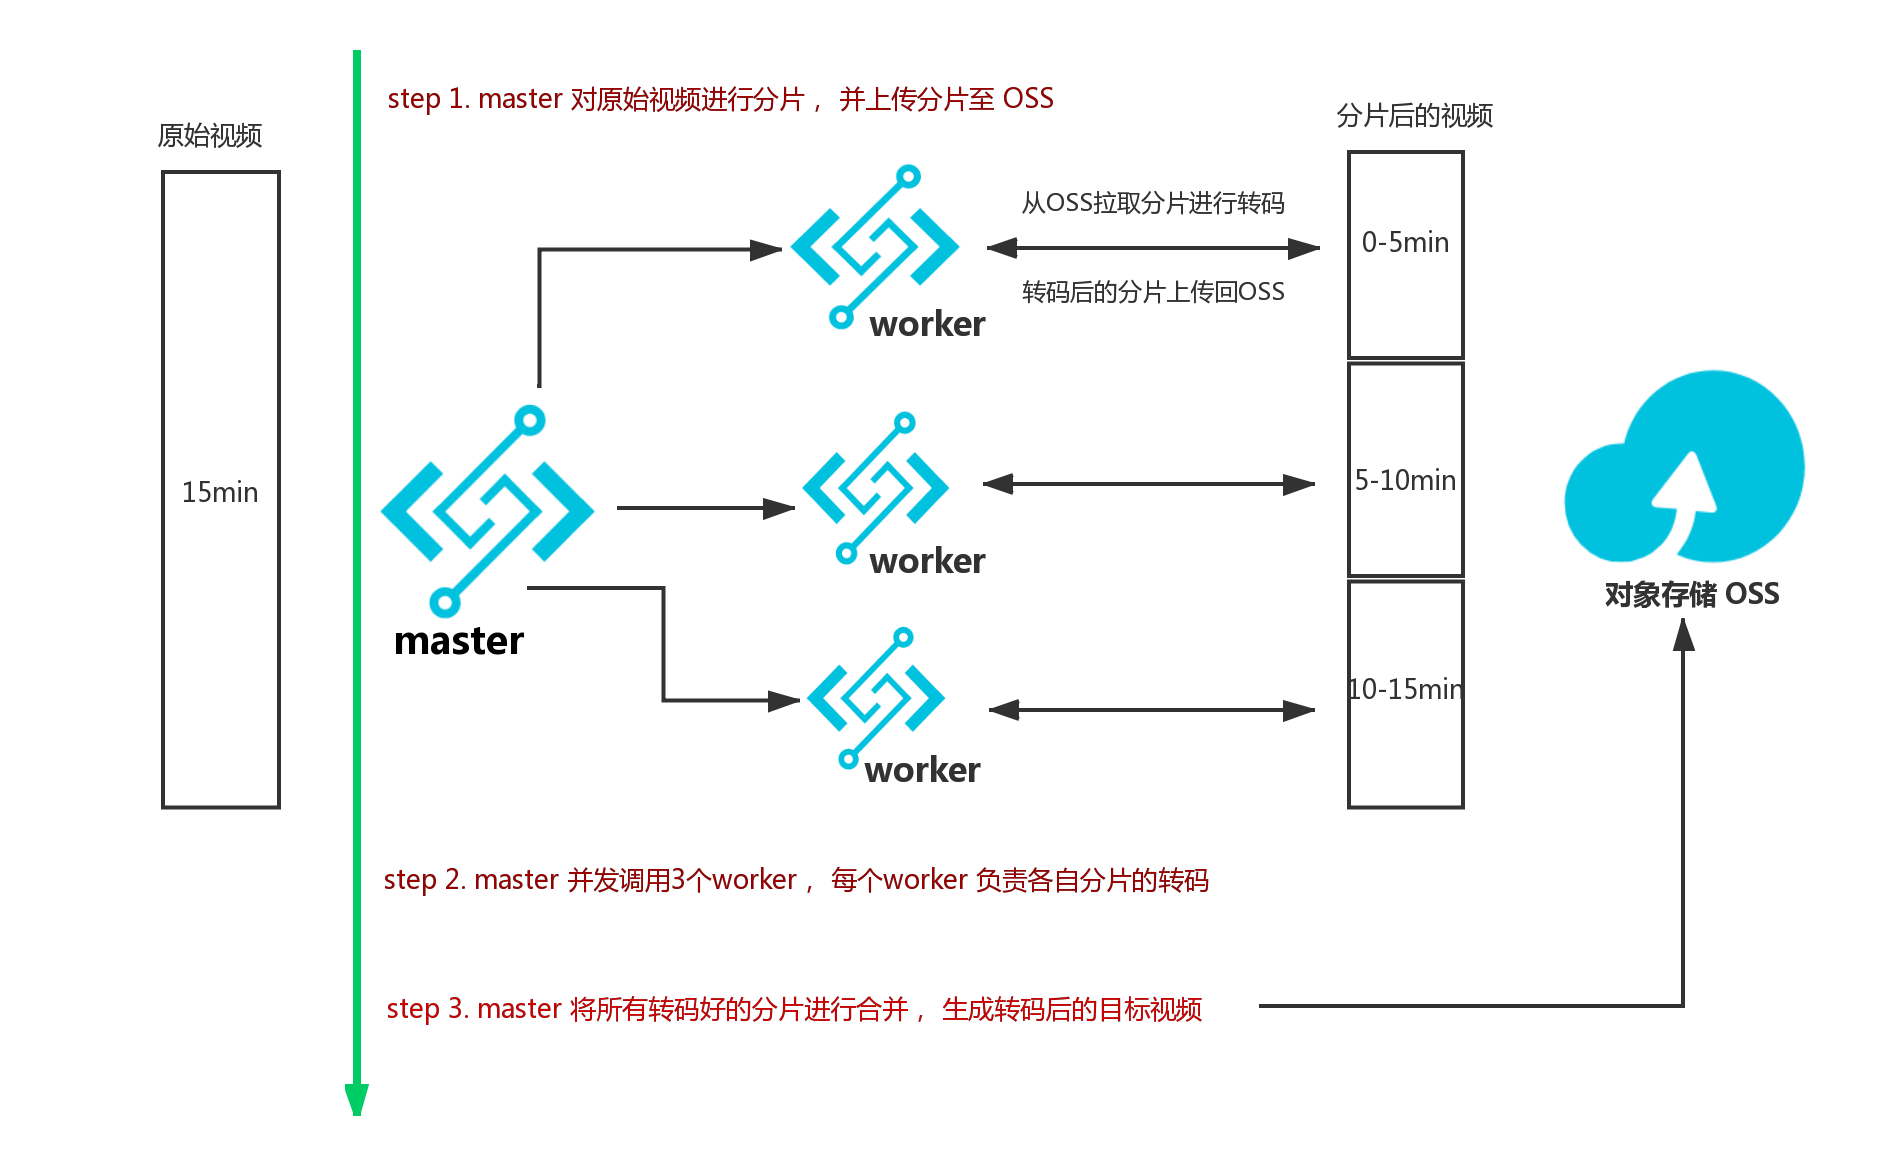 step 1. master 对原始视频进行分片 ，并上传分片至 OSS
原始视频
分片后的视频
15min
从OSS拉取分片进行转码
转码后的分片上传回OSS
worker
0-5min
master
worker
5-10min
worker
10-15min
对象存储 OSS
step 2. master 并发调用3个worker ，每个worker 负责各自分片的转码
step 3. master 将所有转码好的分片进行合并 ，生成转码后的目标视频